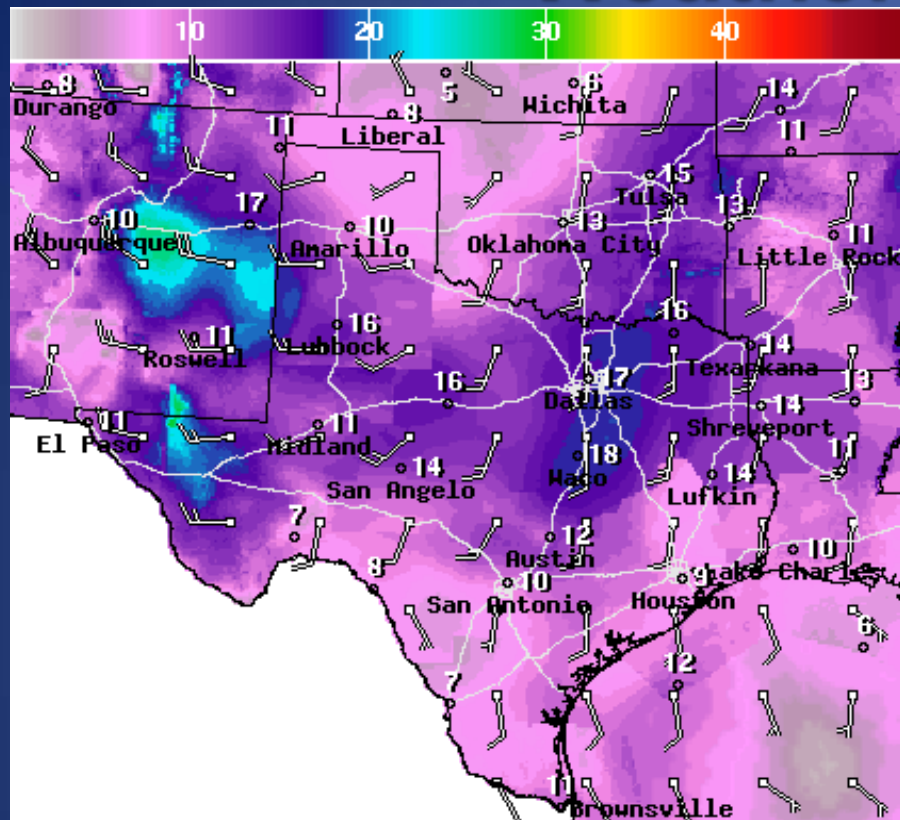 10 20 30 40
8 8 5 6 14
Durango Wichita
11 Liberal 11
17 15
Tulsa
10 10 13 13 11
Albuquerque Amarillo Oklahoma City Little Rock
11 16 16
Roswell Lubbock
14
Texarkana
16 17 13
Dallas 14
11 11 Shreveport
El Paso Midland 18 11
14 Waco 14
San Angelo Lufkin
7 12 10
Austin Lake Charles
8 10 9
San Antonio Houston
6
7 12
11
Brownsville